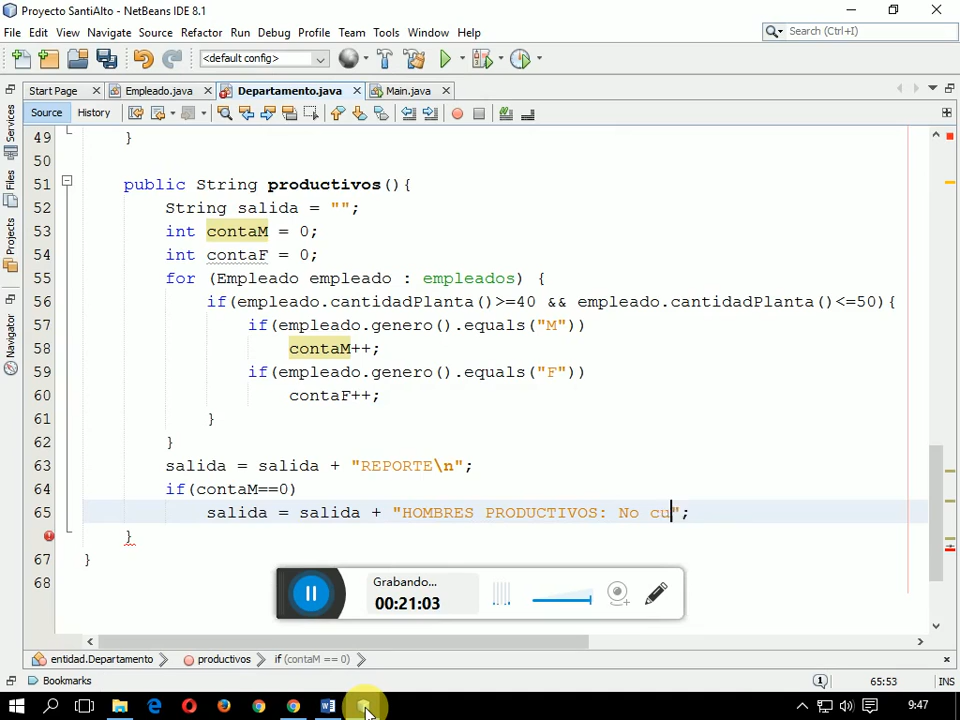 Proyecto SantiAlto - NetBeans IDE 8.1
File Edit View Navigate Source Refactor Run Debug Profile Team Tools Window Help
Search (Ctrl+I)
<default config>
Start Page Empleado.java Departamento.java Main.java
Source History
Services
Files
Projects
Navigator
49 }
50
51 public String productivos(){
52 String salida = "";
53 int contaM = 0;
54 int contaF = 0;
55 for (Empleado empleado : empleados) {
56 if(empleado.cantidadPlanta()>=40 && empleado.cantidadPlanta()<=50){
57 if(empleado.genero().equals("M"))
58 contaM++;
59 if(empleado.genero().equals("F"))
60 contaF++;
61 }
62 }
63 salida = salida + "REPORTE\n";
64 if(contaM==0)
65 salida = salida + "HOMBRES PRODUCTIVOS: No cu";
}
67 }
68
Grabando...
00:21:03
entidad.Departamento productivos if (contaM == 0)
Bookmarks 1 65:53 INS
9:47